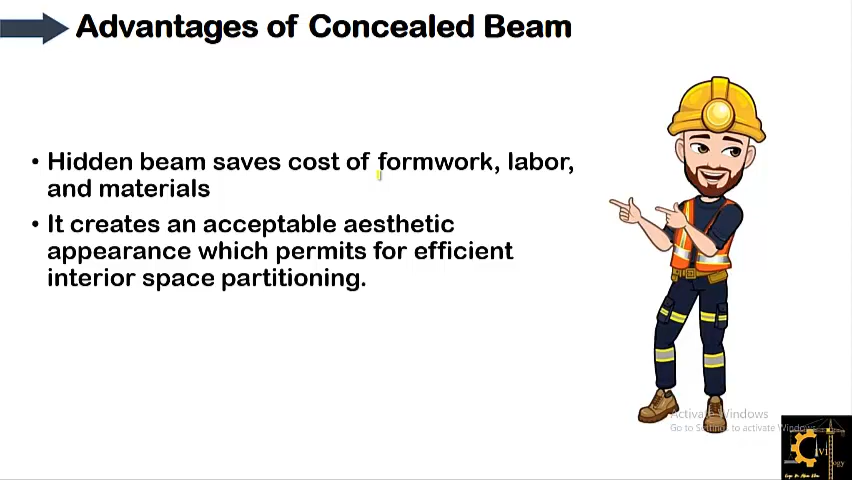 Advantages of Concealed Beam
• Hidden beam saves cost of formwork, labor,
and materials
• It creates an acceptable aesthetic
appearance which permits for efficient
interior space partitioning.
Activate Windows
Go to Settings to activate Windows.